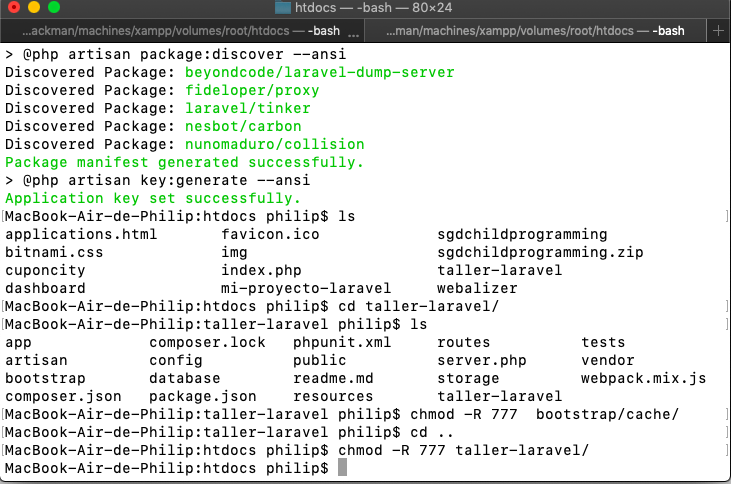 htdocs — -bash — 80×24
...ackman/machines/xampp/volumes/root/htdocs — -bash ...
...man/machines/xampp/volumes/root/htdocs — -bash +
> @php artisan package:discover --ansi
Discovered Package: beyondcode/laravel-dump-server
Discovered Package: fideloper/proxy
Discovered Package: laravel/tinker
Discovered Package: nesbot/carbon
Discovered Package: nunomaduro/collision
Package manifest generated successfully.
> @php artisan key:generate --ansi
Application key set successfully.
[MacBook-Air-de-Philip:htdocs philip$ ls ]
applications.html favicon.ico sgdchildprogramming
bitnami.css img sgdchildprogramming.zip
cuponcity index.php taller-laravel
dashboard mi-proyecto-laravel webalizer
[MacBook-Air-de-Philip:htdocs philip$ cd taller-laravel/ ]
[MacBook-Air-de-Philip:taller-laravel philip$ ls ]
app composer.lock phpunit.xml routes tests
artisan config public server.php vendor
bootstrap database readme.md storage webpack.mix.js
composer.json package.json resources taller-laravel
[MacBook-Air-de-Philip:taller-laravel philip$ chmod -R 777  bootstrap/cache/ ]
[MacBook-Air-de-Philip:taller-laravel philip$ cd .. ]
[MacBook-Air-de-Philip:htdocs philip$ chmod -R 777 taller-laravel/ ]
MacBook-Air-de-Philip:htdocs philip$